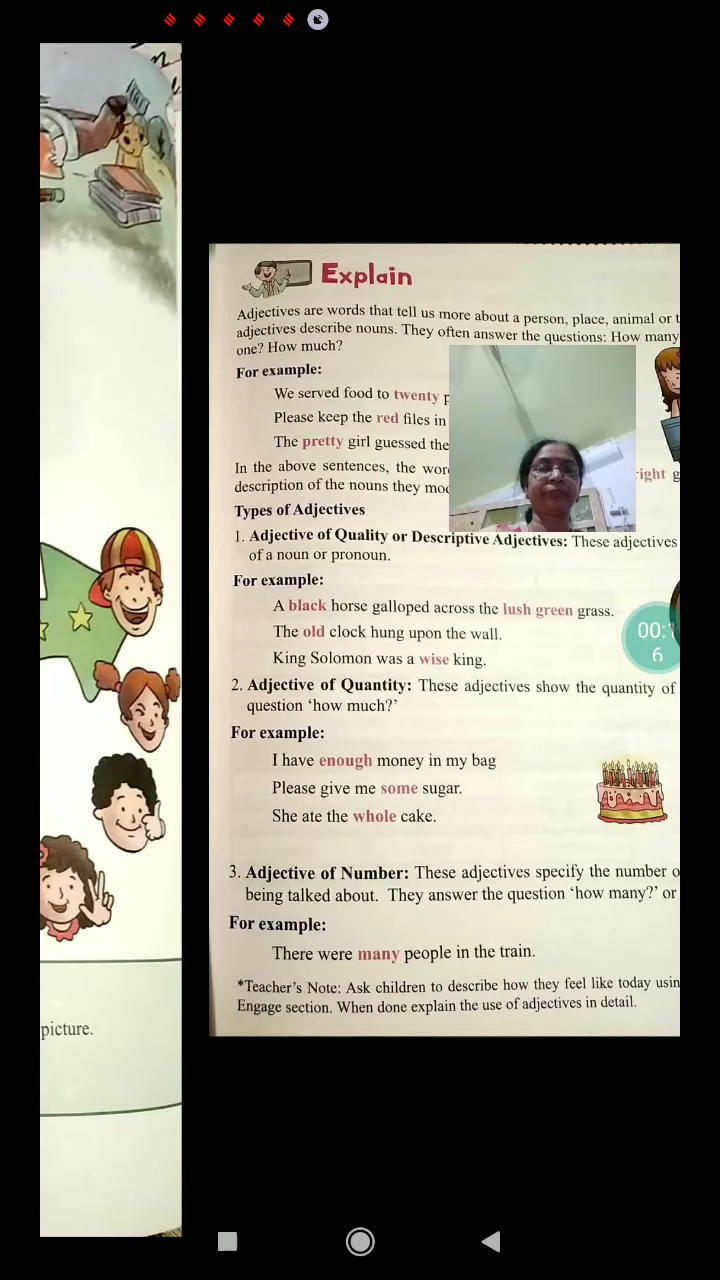 Explain
Adjectives are words that tell us more about a person, place, animal or
adjectives describe nouns. They often answer the questions: How many
one? How much?
For example:
We served food to twenty
Please keep the red files in
The pretty girl guessed the
In the above sentences, the
right
description of the nouns they
Types of Adjectives
1. Adjective of Quality or Descriptive Adjectives: These adjectives
of a noun or pronoun.
For example:
A black horse galloped across the lush green grass.
The old clock hung upon the wall.
King Solomon was a wise king.
2. Adjective of Quantity: These adjectives show the quantity of
question ‘how much?’
For example:
I have enough money in my bag
Please give me some sugar.
She ate the whole cake.
3. Adjective of Number: These adjectives specify the number
being talked about. They answer the question ‘how many?’ or
For example:
There were many people in the train.
*Teacher’s Note: Ask children to describe how they feel like today
Engage section. When done explain the use of adjectives in detail.
picture.